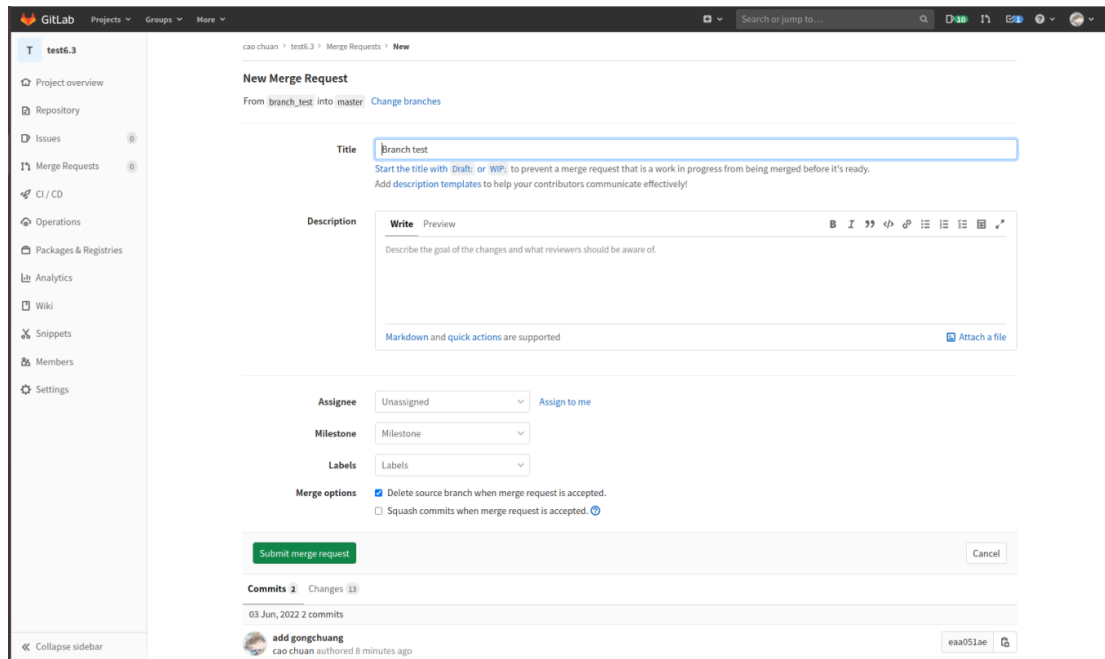 GitLab Projects Groups More Search or jump to... 10 1
T test6.3
Project overview
Repository
Issues 0
Merge Requests 0
CI / CD
Operations
Packages & Registries
Analytics
Wiki
Snippets
Members
Settings
Collapse sidebar
cao chuan > test6.3 > Merge Requests > New
New Merge Request
From branch_test into master Change branches
Title Branch test
Start the title with Draft: or WIP: to prevent a merge request that is a work in progress from being merged before it's ready.
Add description templates to help your contributors communicate effectively!
Description Write Preview
Describe the goal of the changes and what reviewers should be aware of.
Markdown and quick actions are supported Attach a file
Assignee Unassigned Assign to me
Milestone Milestone
Labels Labels
Merge options Delete source branch when merge request is accepted.
Squash commits when merge request is accepted.
Submit merge request Cancel
Commits 2 Changes 13
03 Jun, 2022 2 commits
add gongchuang
cao chuan authored 8 minutes ago eaa051ae